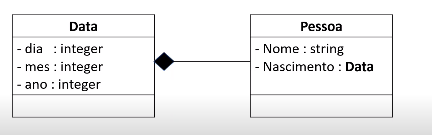 Data
- dia : integer
- mes : integer
- ano : integer
Pessoa
- Nome : string
- Nascimento : Data